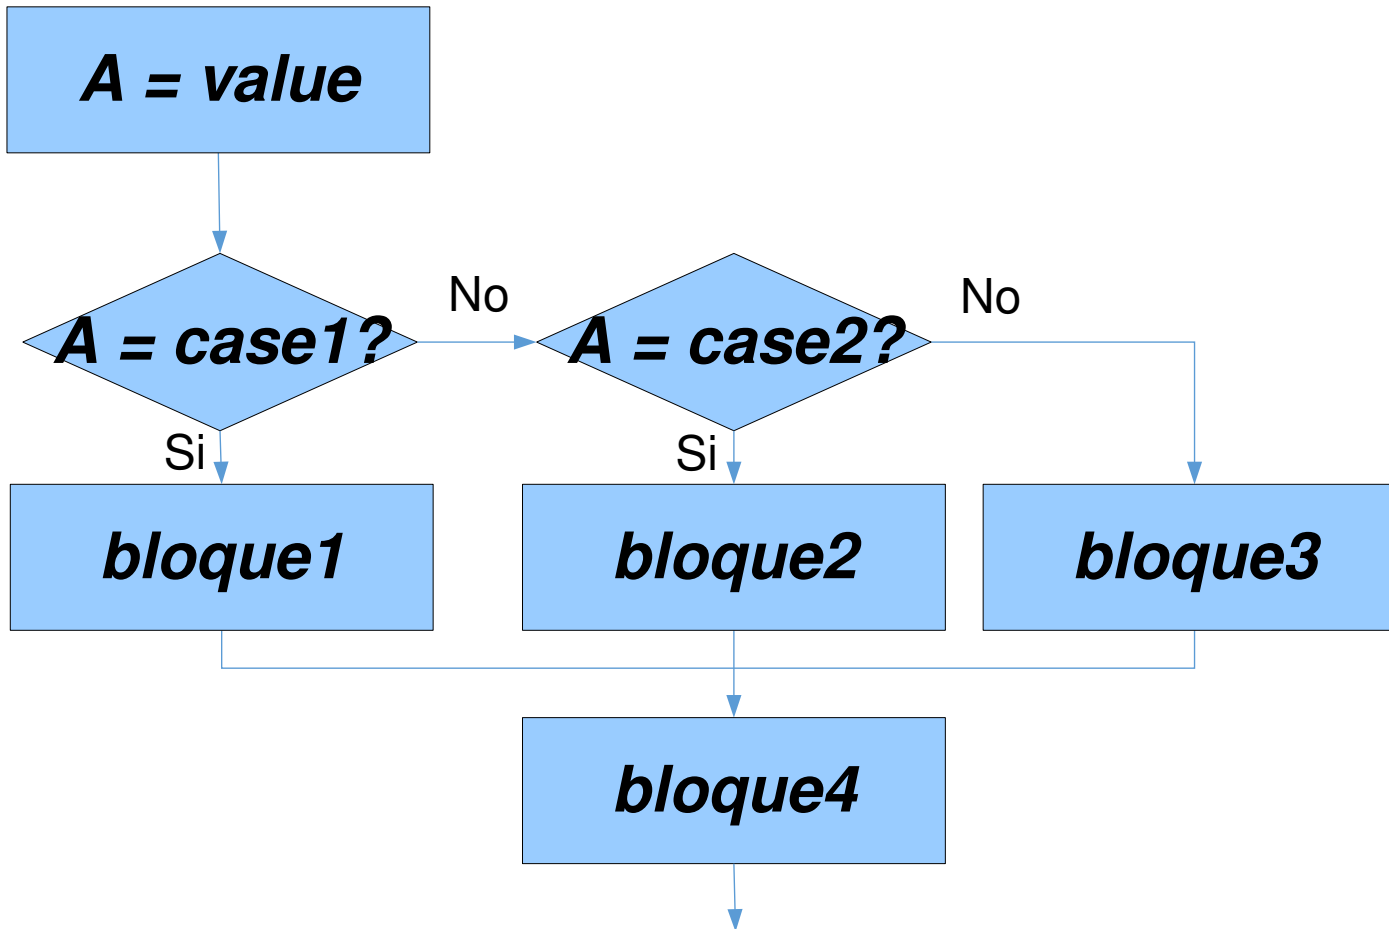 A = value
No
No
A = case1?
A = case2?
Si
Si
bloque1
bloque2
bloque3
bloque4